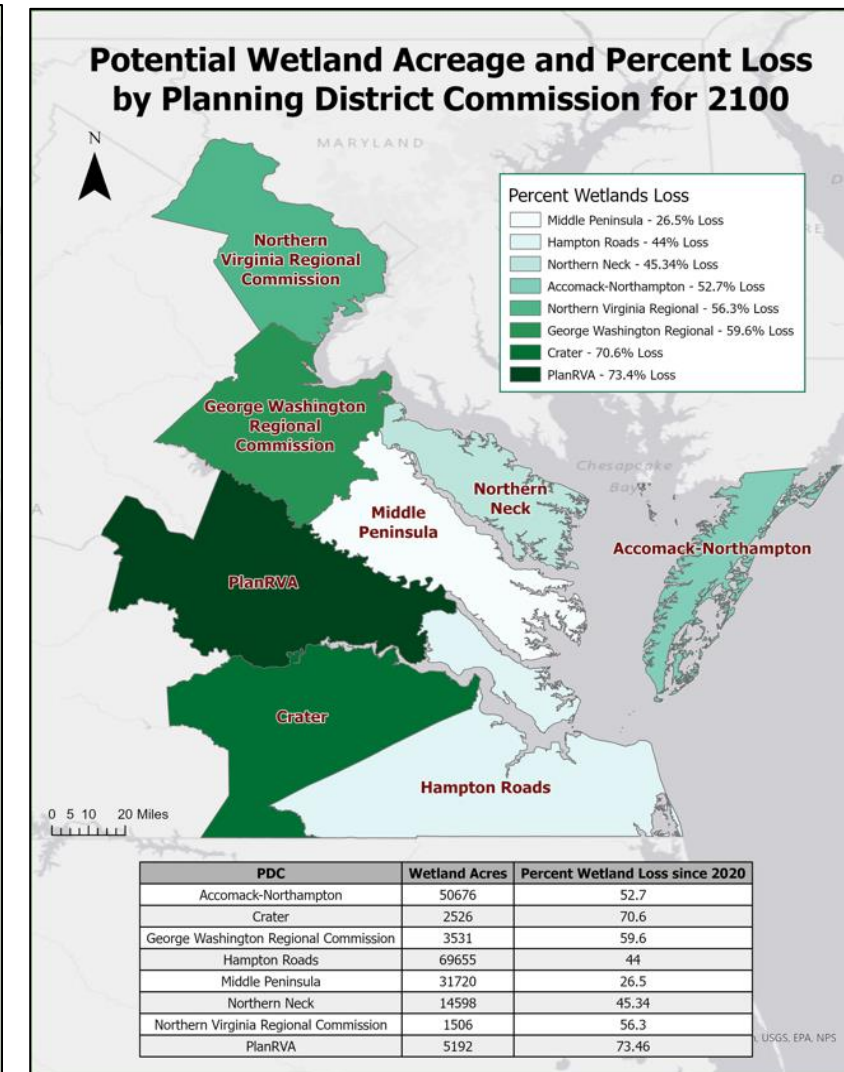 Potential Wetland Acreage and Percent Loss
by Planning District Commission for 2100
N
MARYLAND
Percent Wetlands Loss
Middle Peninsula - 26.5% Loss
Hampton Roads - 44% Loss
Northern Neck - 45.34% Loss
Accomack-Northampton - 52.7% Loss
Northern Virginia Regional - 56.3% Loss
George Washington Regional - 59.6% Loss
Crater - 70.6% Loss
PlanRVA - 73.4% Loss
Northern
Virginia Regional
Commission
George Washington
Regional
Commission
Chesapeake
Bay
Northern
Neck
Middle
Peninsula
Accomack-Northampton
PlanRVA
Crater
Hampton Roads
0 5 10 20 Miles
PDC Wetland Acres Percent Wetland Loss since 2020
Accomack-Northampton 50676 52.7
Crater 2526 70.6
George Washington Regional Commission 3531 59.6
Hampton Roads 69655 44
Middle Peninsula 31720 26.5
Northern Neck 14598 45.34
Northern Virginia Regional Commission 1506 56.3
PlanRVA 5192 73.46
USGS, EPA, NPS